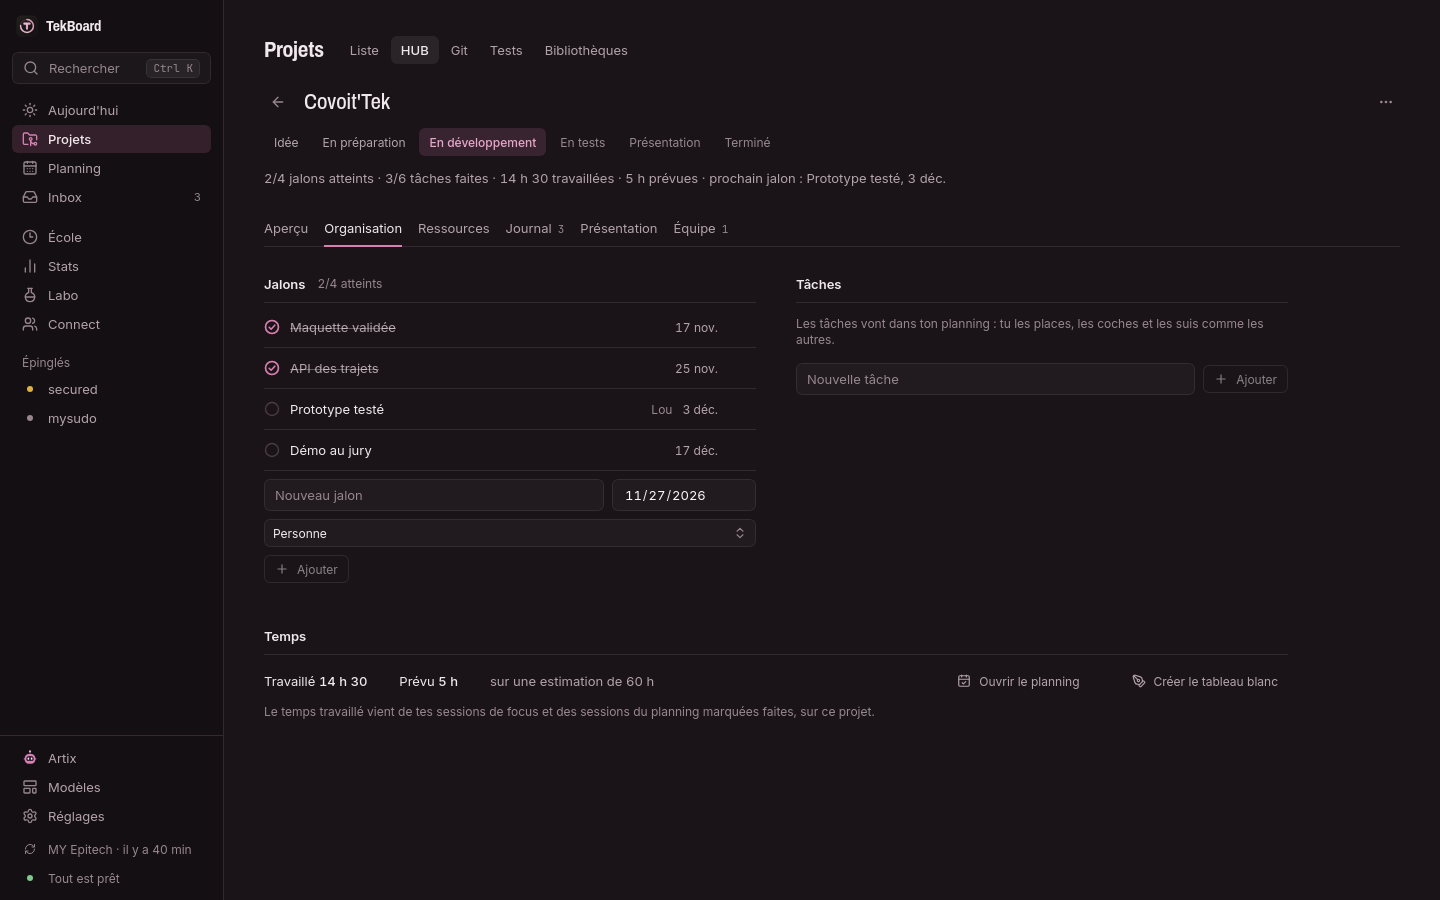 TekBoard
Rechercher
Ctrl K
Aujourd'hui
Projets
Planning
Inbox 3
École
Stats
Labo
Connect
Épinglés
secured
mysudo
Artix
Modèles
Réglages
MY Epitech · il y a 40 min
Tout est prêt
Projets Liste HUB Git Tests Bibliothèques
Covoit'Tek
Idée En préparation En développement En tests Présentation Terminé
2/4 jalons atteints · 3/6 tâches faites · 14 h 30 travaillées · 5 h prévues · prochain jalon : Prototype testé, 3 déc.
Aperçu Organisation Ressources Journal 3 Présentation Équipe 1
Jalons 2/4 atteints
Maquette validée 17 nov.
API des trajets 25 nov.
Prototype testé Lou 3 déc.
Démo au jury 17 déc.
Nouveau jalon 11/27/2026
Personne
Ajouter
Tâches
Les tâches vont dans ton planning : tu les places, les coches et les suis comme les
autres.
Nouvelle tâche Ajouter
Temps
Travaillé 14 h 30 Prévu 5 h sur une estimation de 60 h Ouvrir le planning Créer le tableau blanc
Le temps travaillé vient de tes sessions de focus et des sessions du planning marquées faites, sur ce projet.